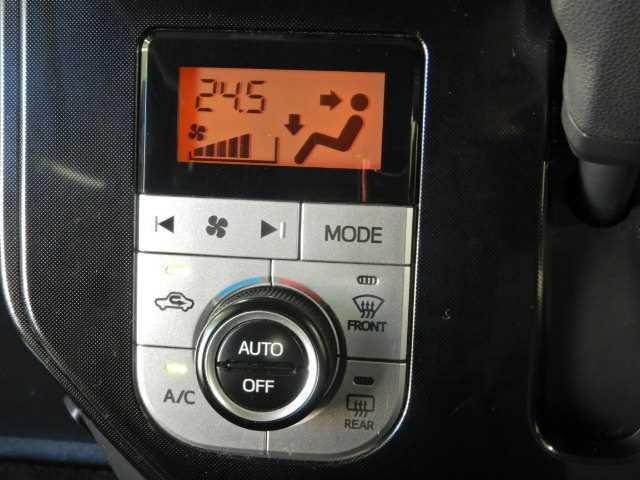 24.5
MODE
FRONT
AUTO
OFF
A/C
REAR